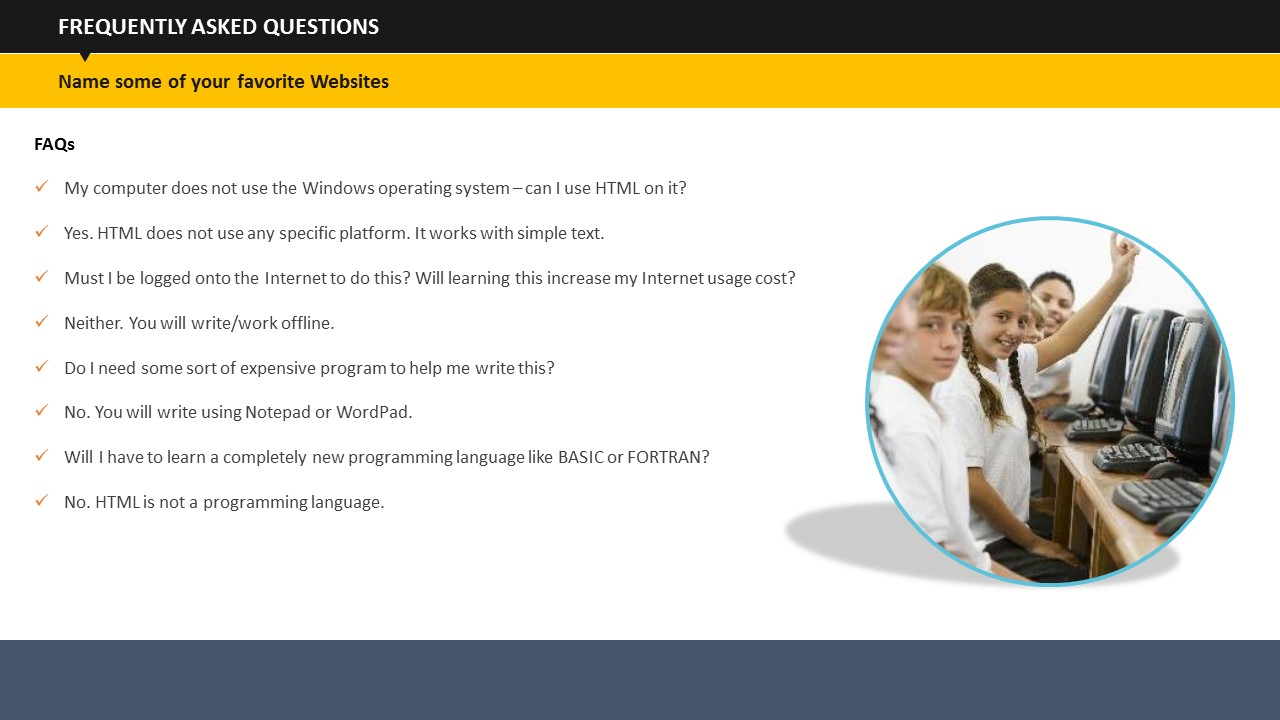 FREQUENTLY ASKED QUESTIONS
Name some of your favorite Websites
FAQs
✓ My computer does not use the Windows operating system – can I use HTML on it?
✓ Yes. HTML does not use any specific platform. It works with simple text.
✓ Must I be logged onto the Internet to do this? Will learning this increase my Internet usage cost?
✓ Neither. You will write/work offline.
✓ Do I need some sort of expensive program to help me write this?
✓ No. You will write using Notepad or WordPad.
✓ Will I have to learn a completely new programming language like BASIC or FORTRAN?
✓ No. HTML is not a programming language.